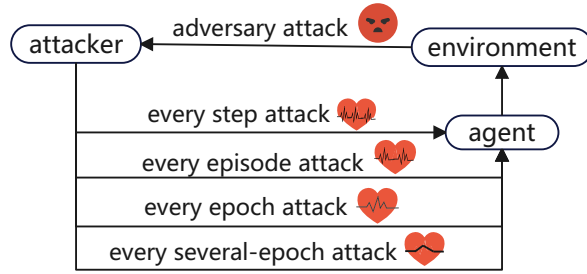 attacker
adversary attack
environment
every step attack
agent
every episode attack
every epoch attack
every several-epoch attack